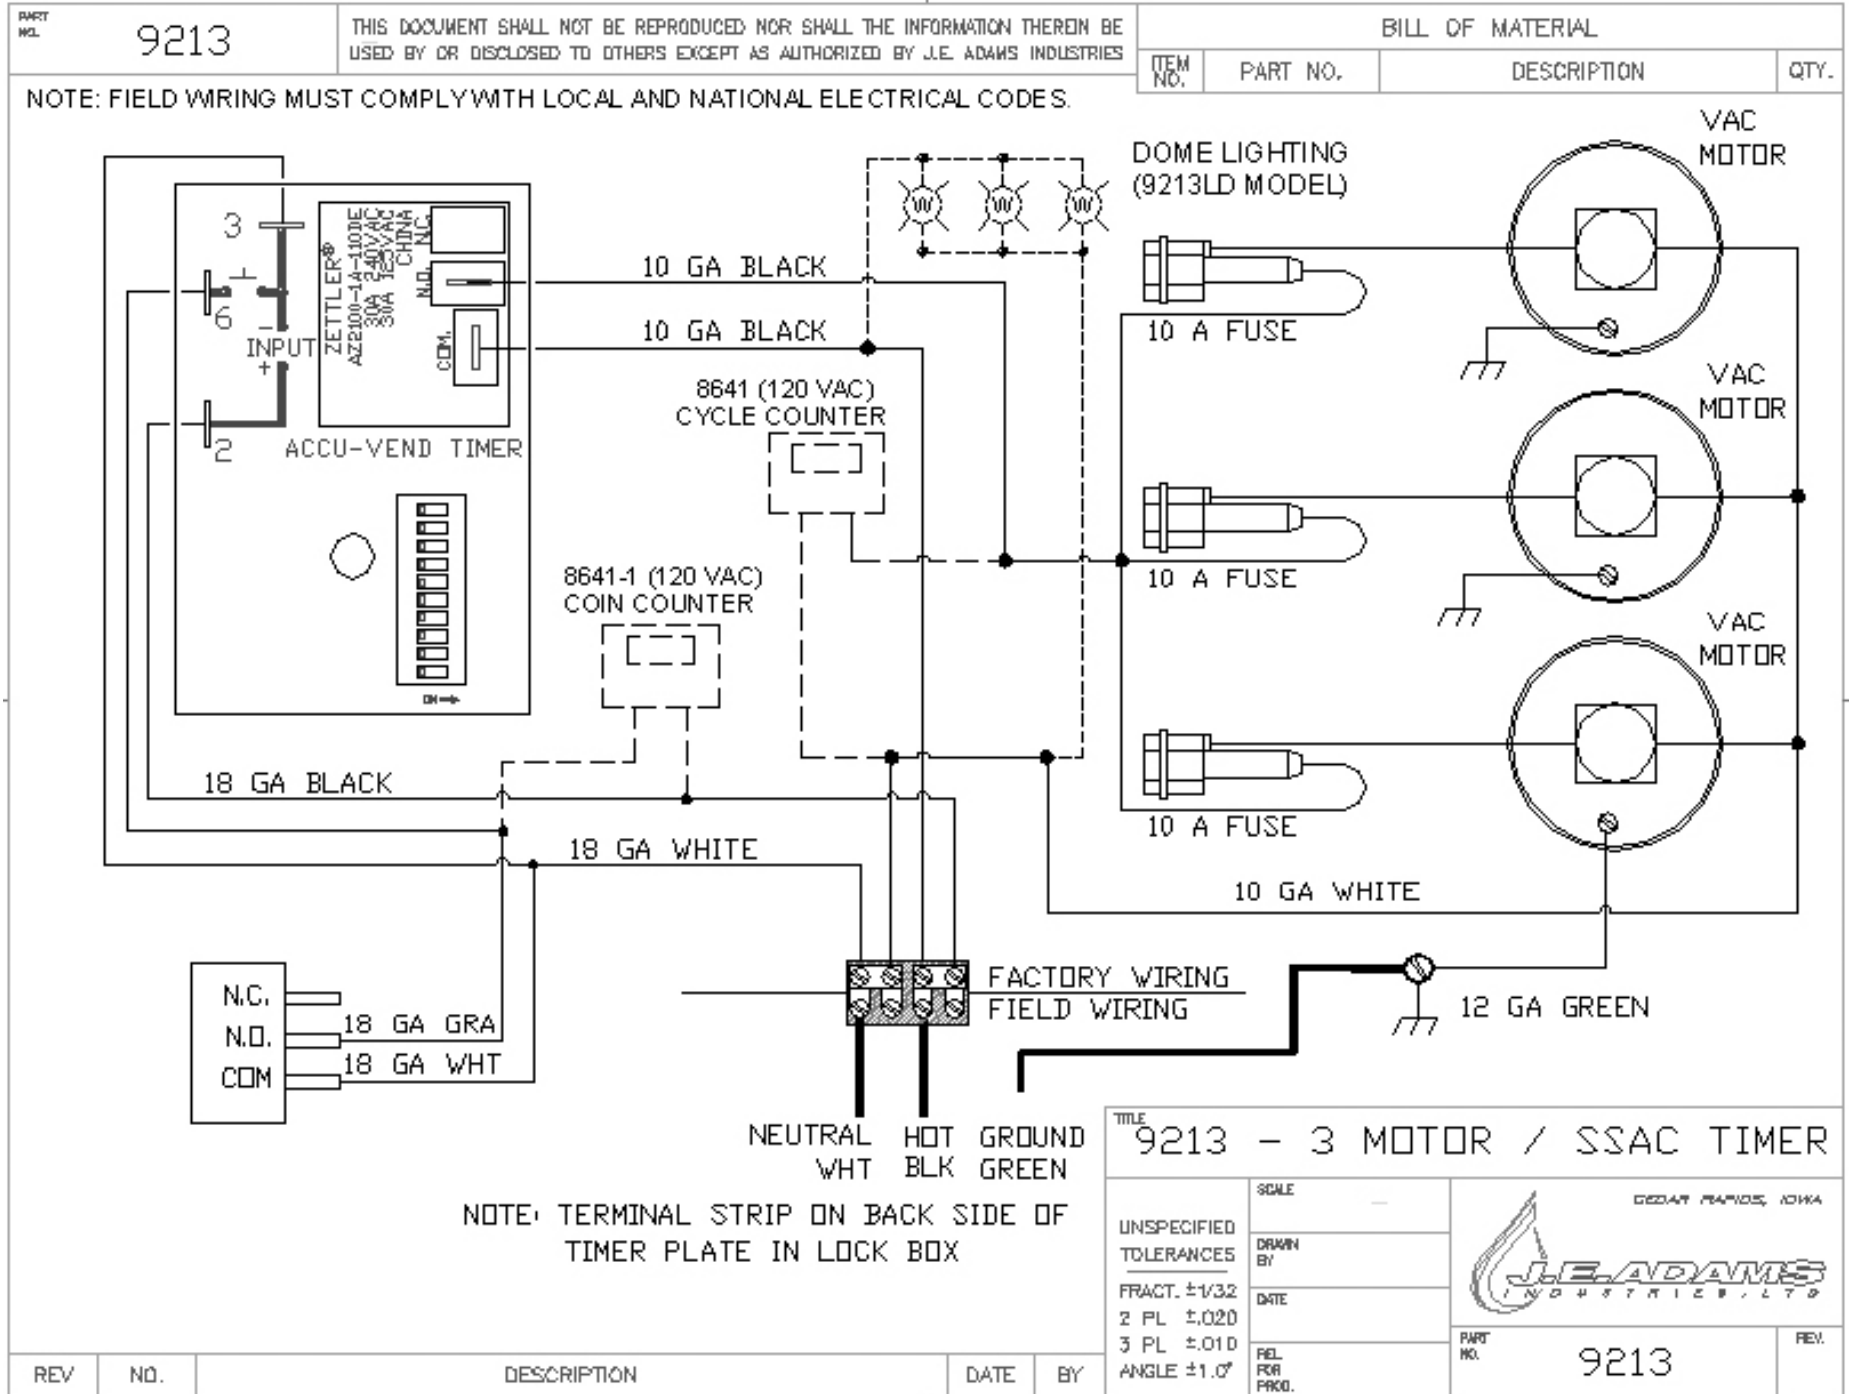 PART NO.
9213
THIS DOCUMENT SHALL NOT BE REPRODUCED NOR SHALL THE INFORMATION THEREIN BE
USED BY OR DISCLOSED TO OTHERS EXCEPT AS AUTHORIZED BY J.E. ADAMS INDUSTRIES
BILL OF MATERIAL
ITEM NO.
PART NO.
DESCRIPTION
QTY.
NOTE: FIELD WIRING MUST COMPLY WITH LOCAL AND NATIONAL ELECTRICAL CODES.
VAC
MOTOR
DOME LIGHTING
(9213LD MODEL)
W W W
3
6
2
INPUT
-
+
ZETTLER®
AZ2100-1A-110DE
30A 240VAC
30A 125VAC
CHINA
N.C.
N.O.
COM.
ACCU-VEND TIMER
ON
10 GA BLACK
10 GA BLACK
10 A FUSE
8641 (120 VAC)
CYCLE COUNTER
VAC
MOTOR
10 A FUSE
8641-1 (120 VAC)
COIN COUNTER
VAC
MOTOR
10 A FUSE
18 GA BLACK
18 GA WHITE
10 GA WHITE
N.C.
N.O.
COM
18 GA GRA
18 GA WHT
FACTORY WIRING
FIELD WIRING
12 GA GREEN
NEUTRAL
WHT
HOT
BLK
GROUND
GREEN
NOTE: TERMINAL STRIP ON BACK SIDE OF
TIMER PLATE IN LOCK BOX
TITLE
9213 - 3 MOTOR / SSAC TIMER
UNSPECIFIED
TOLERANCES
FRACT. ±1/32
2 PL ±.020
3 PL ±.010
ANGLE ±1.0°
SCALE
DRAWN
BY
DATE
REL
FOR
PROD.
CEDAR RAPIDS, IOWA
J.E. ADAMS
INDUSTRIES, LTD
PART NO.
9213
REV.
REV
NO.
DESCRIPTION
DATE
BY